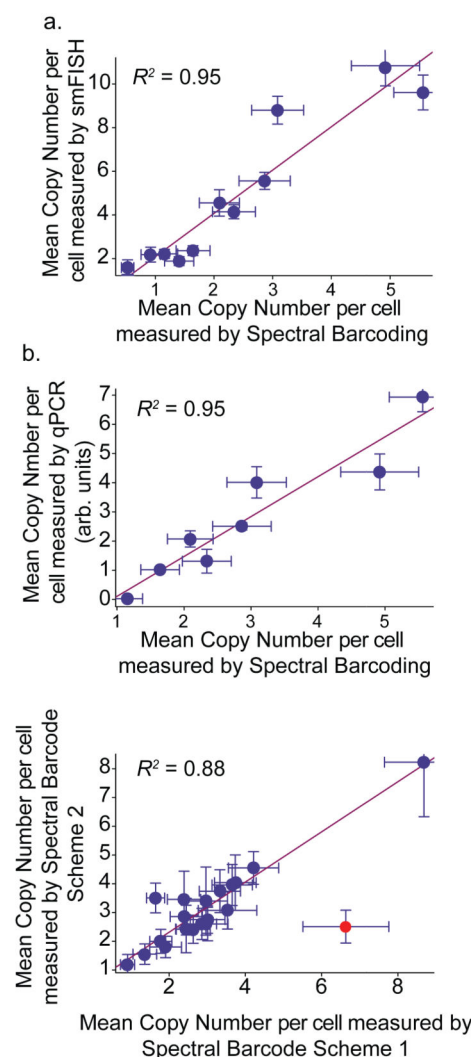 a.
Mean Copy Number per
cell measured by smFISH
R² = 0.95
10
8
6
4
2
1 2 3 4 5
Mean Copy Number per cell
measured by Spectral Barcoding
b.
Mean Copy Nmber per
cell measured by qPCR
(arb. units)
R² = 0.95
7
6
5
4
3
2
1
0
1 2 3 4 5
Mean Copy Number per cell
measured by Spectral Barcoding
Mean Copy Number per cell
measured by Spectral Barcode
Scheme 2
R² = 0.88
8
7
6
5
4
3
2
1
2 4 6 8
Mean Copy Number per cell measured by
Spectral Barcode Scheme 1